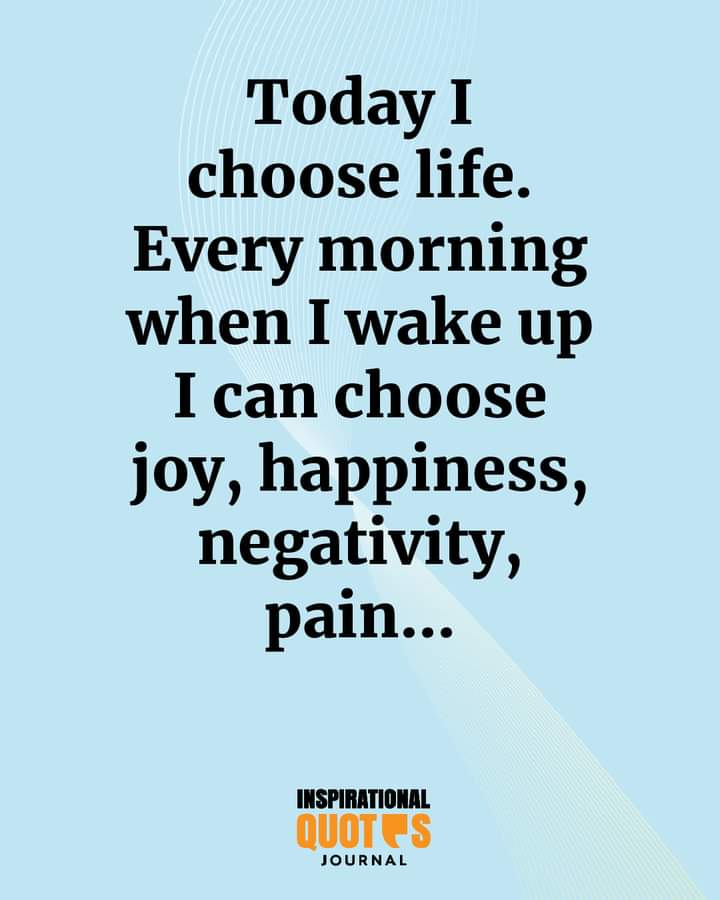 Today I
choose life.
Every morning
when I wake up
I can choose
joy, happiness,
negativity,
pain...
INSPIRATIONAL
QUOTES
JOURNAL